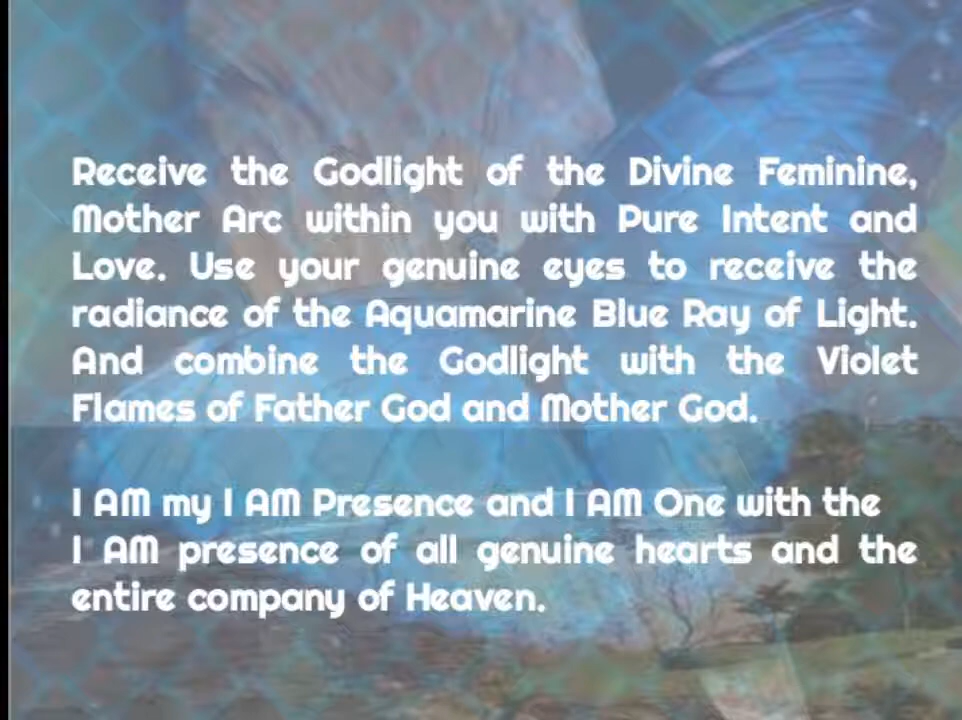 Receive the Godlight of the Divine Feminine,
Mother Arc within you with Pure Intent and
Love. Use your genuine eyes to receive the
radiance of the Aquamarine Blue Ray of Light.
And combine the Godlight with the Violet
Flames of Father God and Mother God.

I AM my I AM Presence and I AM One with the
I AM presence of all genuine hearts and the
entire company of Heaven.